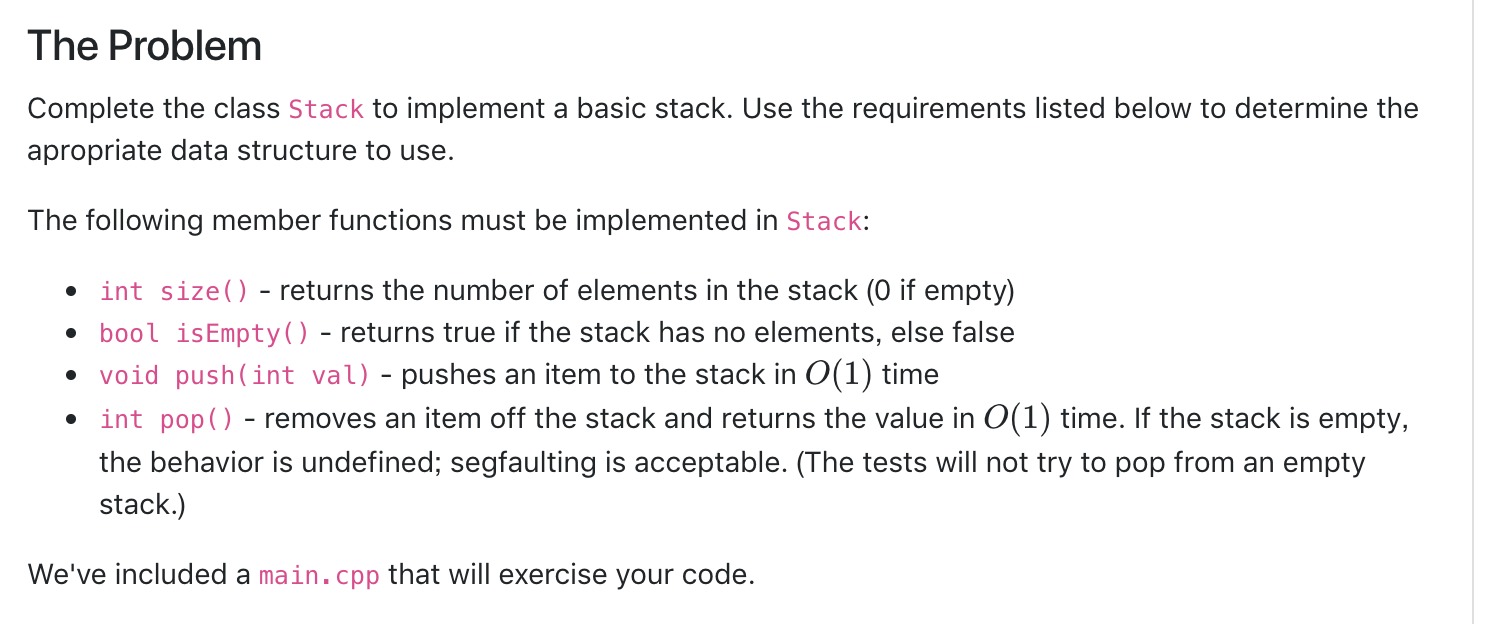 The Problem
Complete the class Stack to implement a basic stack. Use the requirements listed below to determine the
apropriate data structure to use.
The following member functions must be implemented in Stack:
• int size() - returns the number of elements in the stack (0 if empty)
• bool isEmpty() - returns true if the stack has no elements, else false
• void push(int val) - pushes an item to the stack in O(1) time
• int pop() - removes an item off the stack and returns the value in O(1) time. If the stack is empty,
the behavior is undefined; segfaulting is acceptable. (The tests will not try to pop from an empty
stack.)
We've included a main.cpp that will exercise your code.